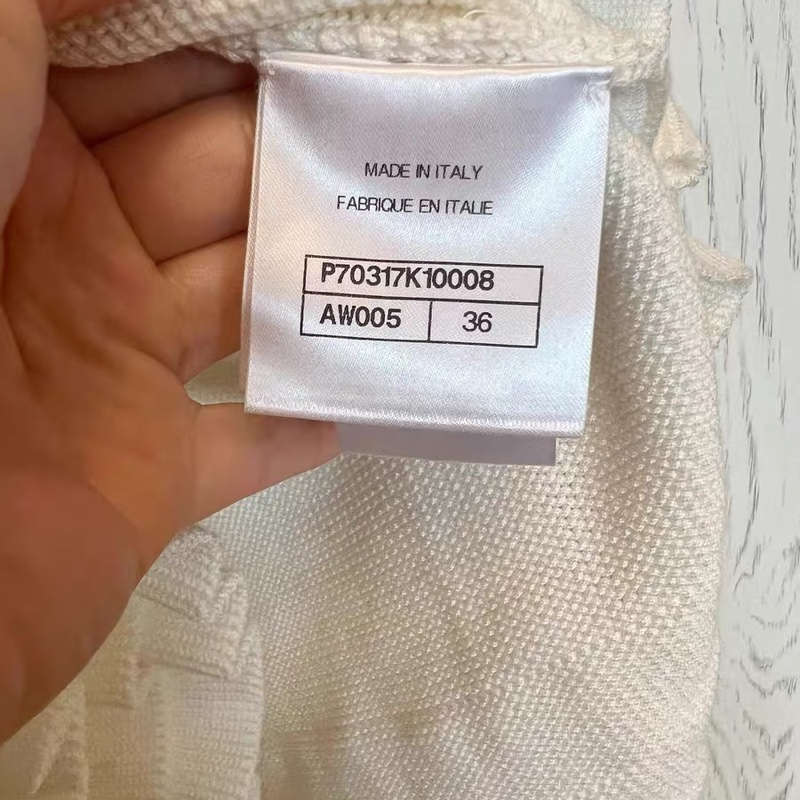 MADE IN ITALY
FABRIQUE EN ITALIE
P70317K10008
AW005 36